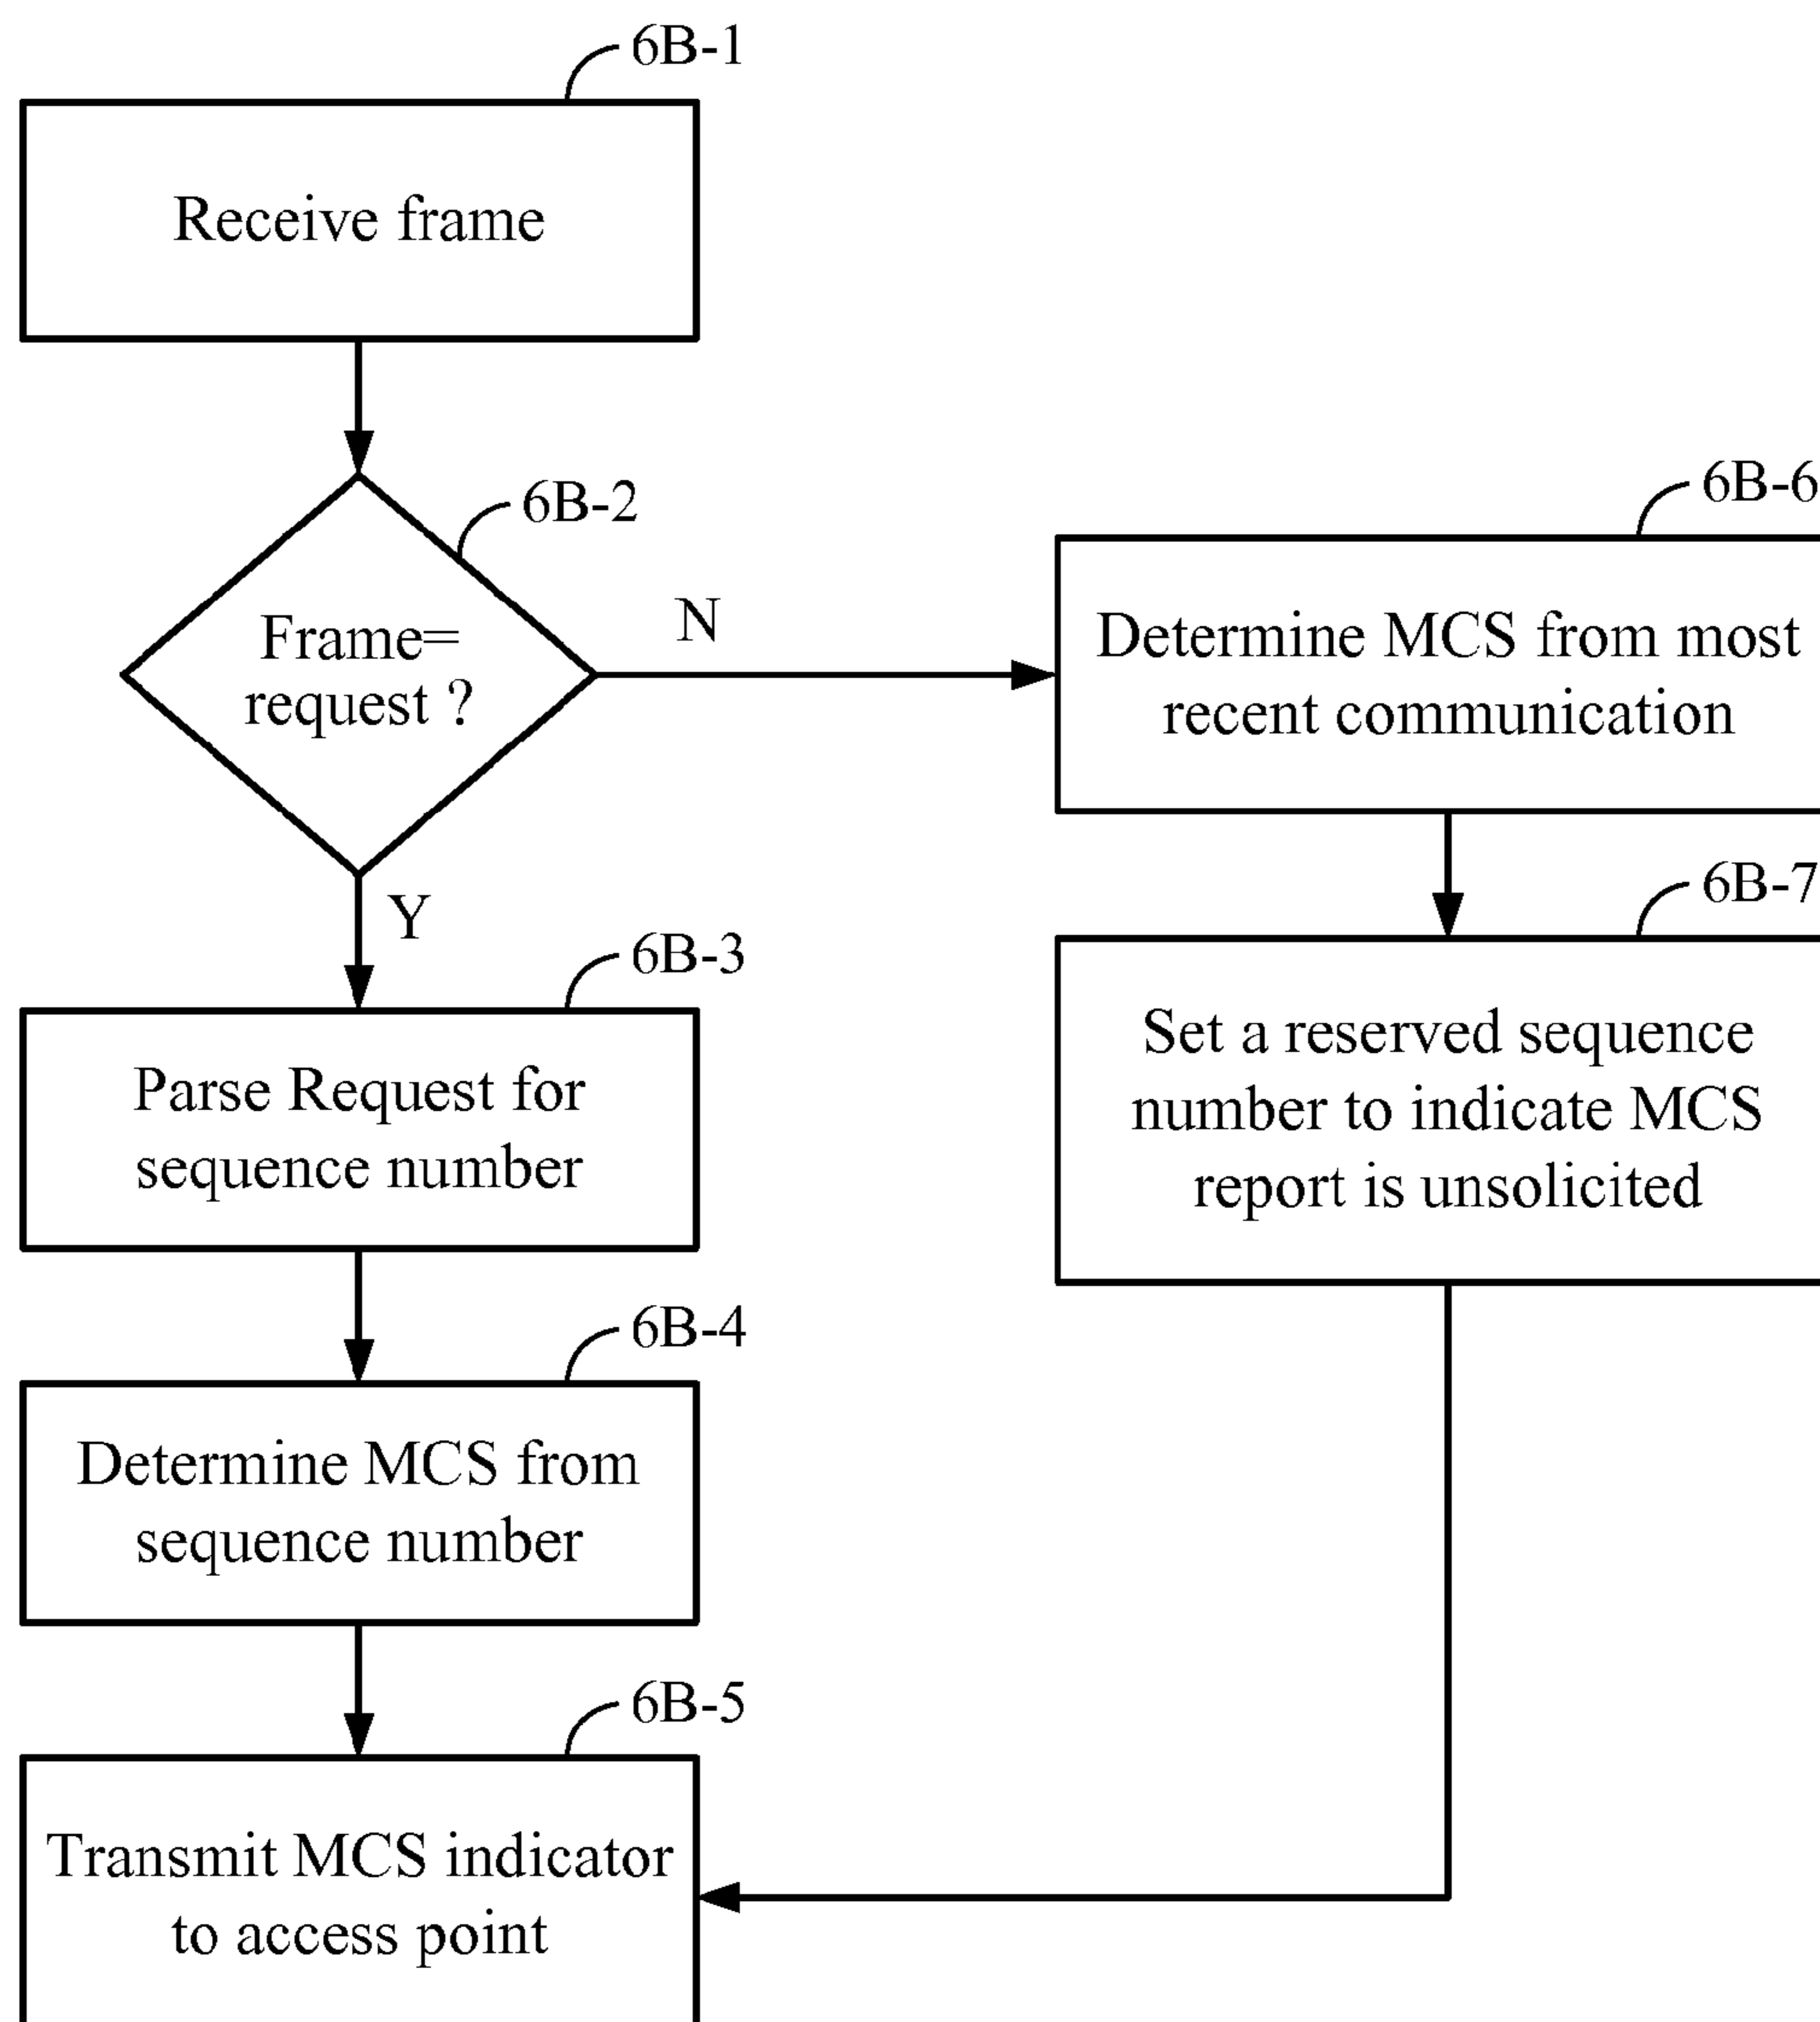 6B-1
Receive frame
6B-2
Frame=
request ?
N
Y
6B-6
Determine MCS from most
recent communication
6B-7
Set a reserved sequence
number to indicate MCS
report is unsolicited
6B-3
Parse Request for
sequence number
6B-4
Determine MCS from
sequence number
6B-5
Transmit MCS indicator
to access point